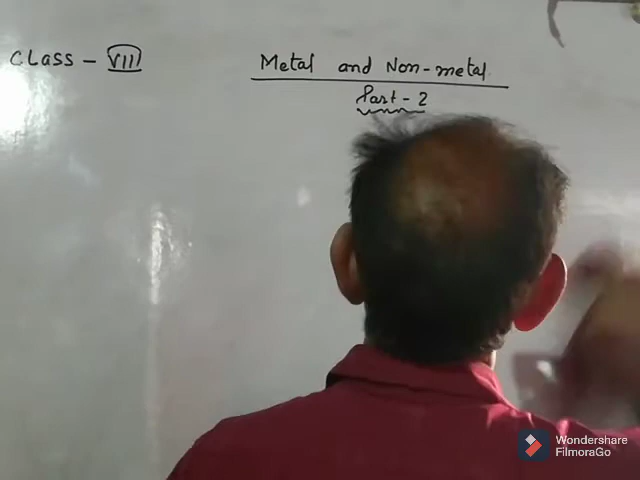 CLASS - VIII
Metal and Non-metal
Part - 2
Wondershare
FilmoraGo